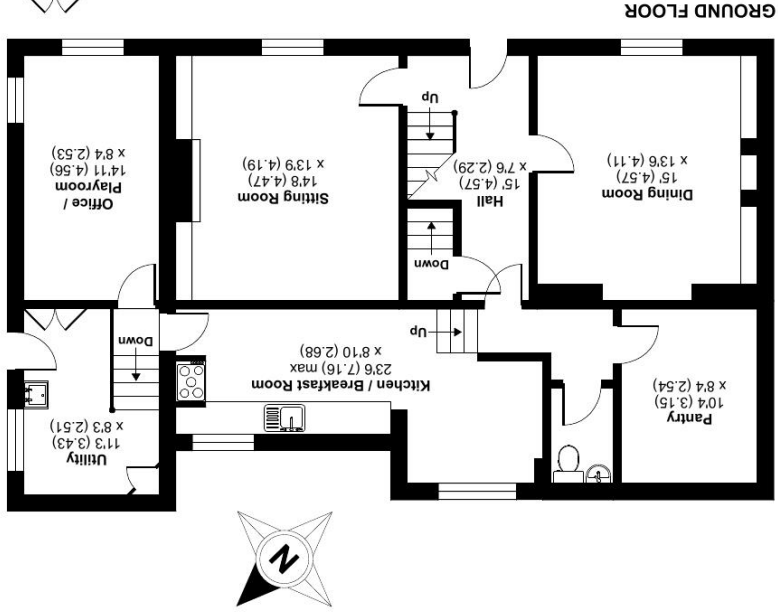 N
Pantry
10'4 (3.15)
x 8'4 (2.54)
Kitchen / Breakfast Room
23'6 (7.16) max
x 8'10 (2.68)
Utility
11'3 (3.43)
x 8'3 (2.51)
Up
Down
Down
Dining Room
15' (4.57)
x 13'6 (4.11)
Hall
15' (4.57)
x 7'6 (2.29)
Up
Sitting Room
14'8 (4.47)
x 13'9 (4.19)
Office /
Playroom
14'11 (4.56)
x 8'4 (2.53)
GROUND FLOOR